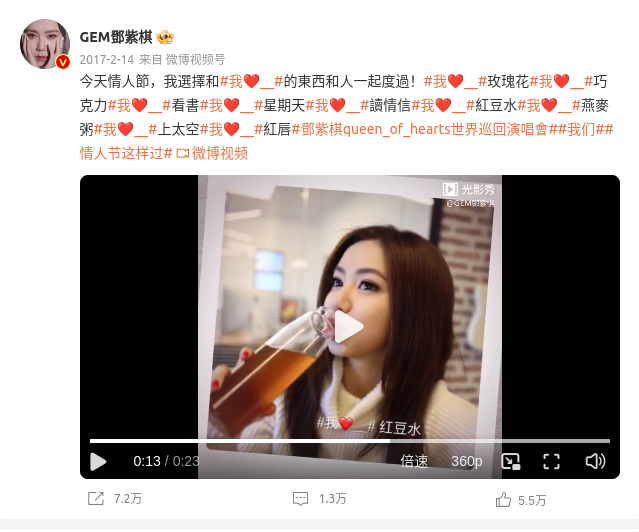 GEM鄧紫棋
2017-2-14 来自 微博视频号
今天情人節，我選擇和#我❤️__#的東西和人一起度過！#我❤️__#玫瑰花#我❤️__#巧
克力#我❤️__#看書#我❤️__#星期天#我❤️__#讀情信#我❤️__#紅豆水#我❤️__#燕麥
粥#我❤️__#上太空#我❤️__#紅唇#鄧紫棋queen_of_hearts世界巡回演唱會##我们##
情人节这样过# 微博视频
光影秀
@GEM鄧紫棋
#我❤️__# 红豆水
0:13 / 0:23 倍速 360p
7.2万 1.3万 5.5万